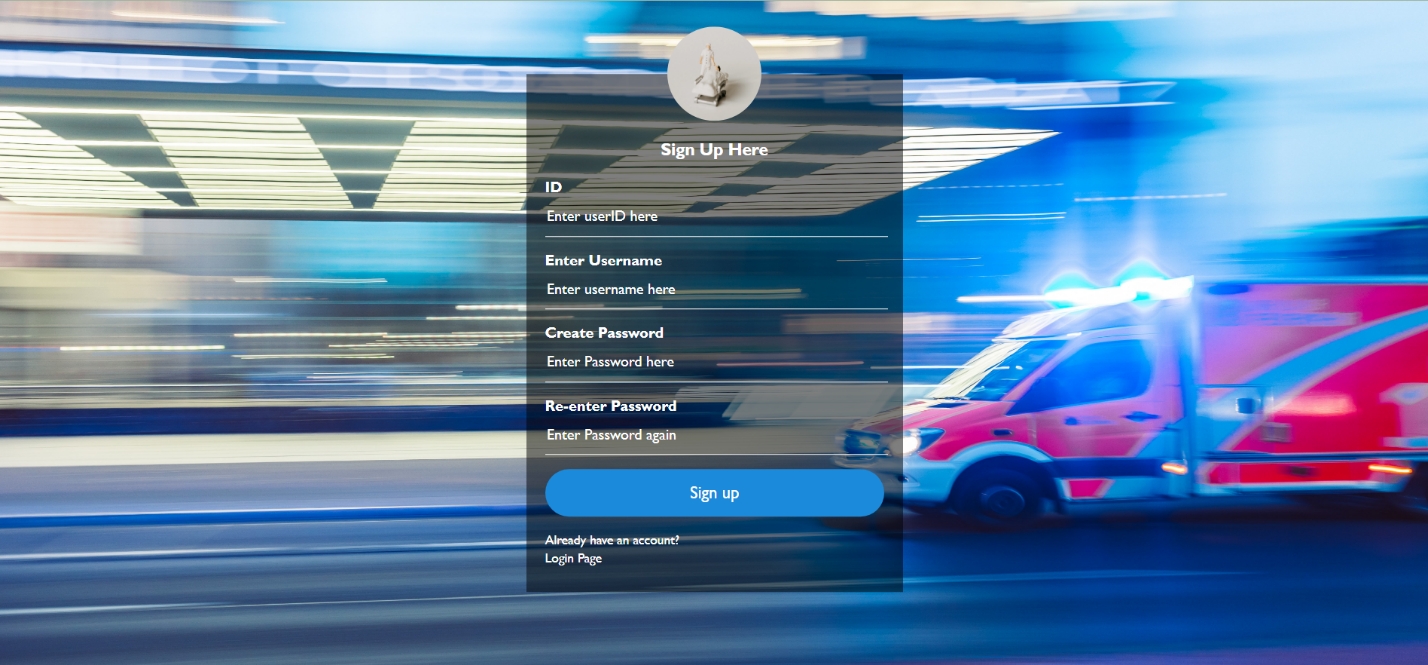 Sign Up Here
ID
Enter userID here
Enter Username
Enter username here
Create Password
Enter Password here
Re-enter Password
Enter Password again
Sign up
Already have an account?
Login Page